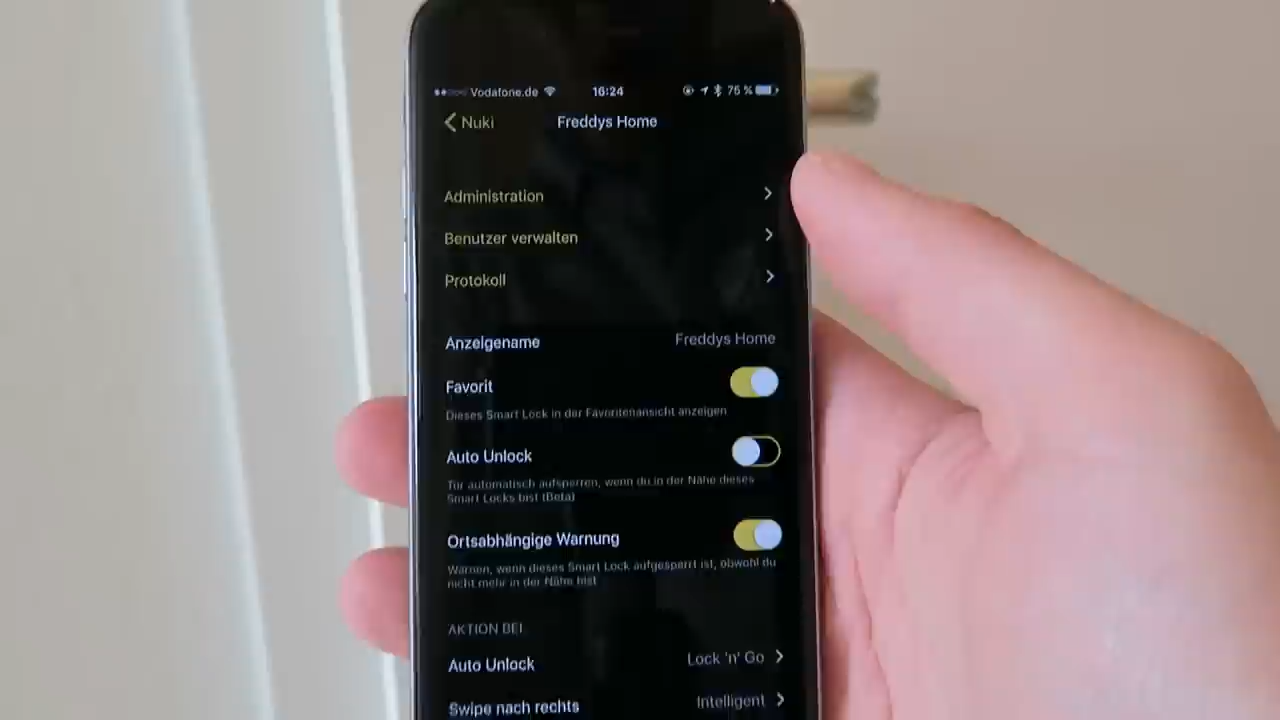 Vodafone.de 16:24 75 %
Nuki Freddys Home
Administration
Benutzer verwalten
Protokoll
Anzeigename Freddys Home
Favorit
Dieses Smart Lock in der Favoritenansicht anzeigen
Auto Unlock
Tür automatisch aufsperren, wenn du in der Nähe dieses
Smart Locks bist (Beta)
Ortsabhängige Warnung
Warnen, wenn dieses Smart Lock aufgesperrt ist, obwohl du
nicht mehr in der Nähe bist
AKTION BEI
Auto Unlock Lock 'n' Go
Swipe nach rechts Intelligent